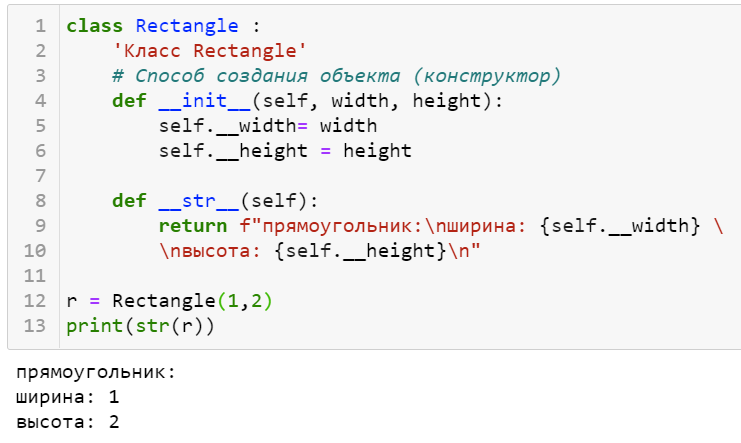 1 class Rectangle :
2     'Класс Rectangle'
3     # Способ создания объекта (конструктор)
4     def __init__(self, width, height):
5         self.__width= width
6         self.__height = height
7
8     def __str__(self):
9         return f"прямоугольник:\nширина: {self.__width} \
10         \nвысота: {self.__height}\n"
11
12 r = Rectangle(1,2)
13 print(str(r))
прямоугольник:
ширина: 1
высота: 2